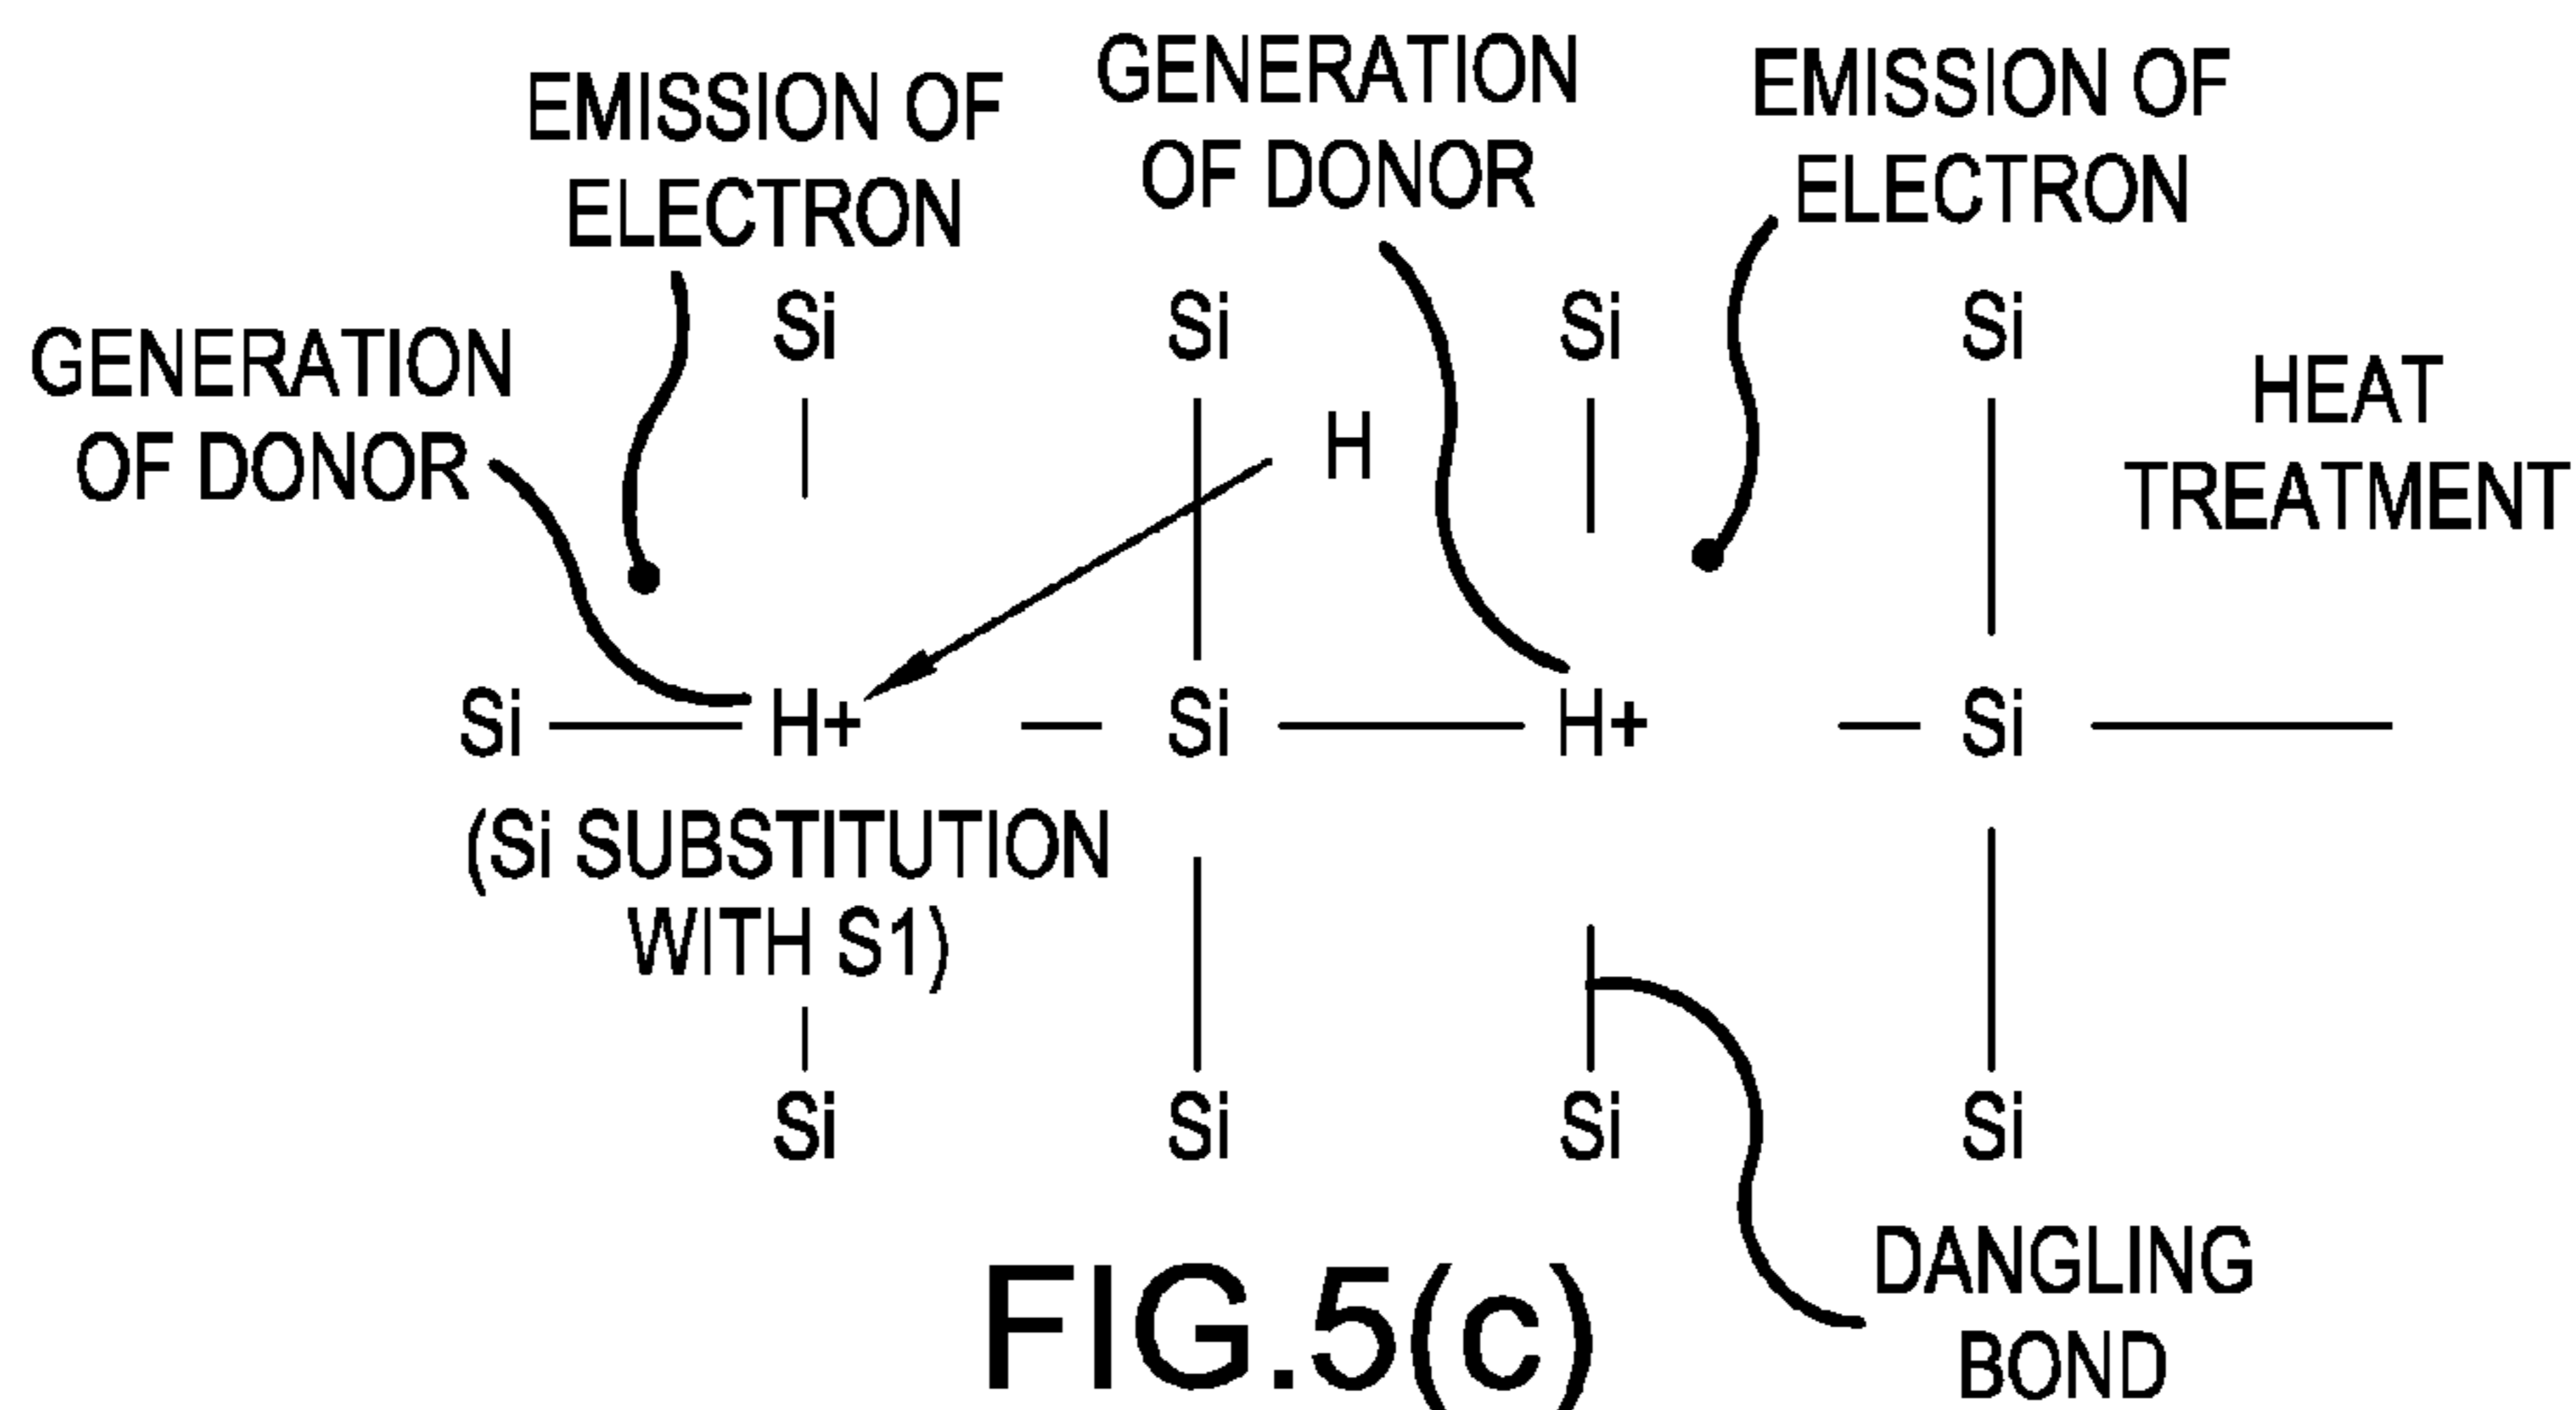 GENERATION
OF DONOR
EMISSION OF
ELECTRON
GENERATION
OF DONOR
EMISSION OF
ELECTRON
Si Si Si Si
H
HEAT
TREATMENT
Si H+ Si H+ Si
(Si SUBSTITUTION
WITH S1)
Si Si Si Si
DANGLING
BOND
FIG.5(c)